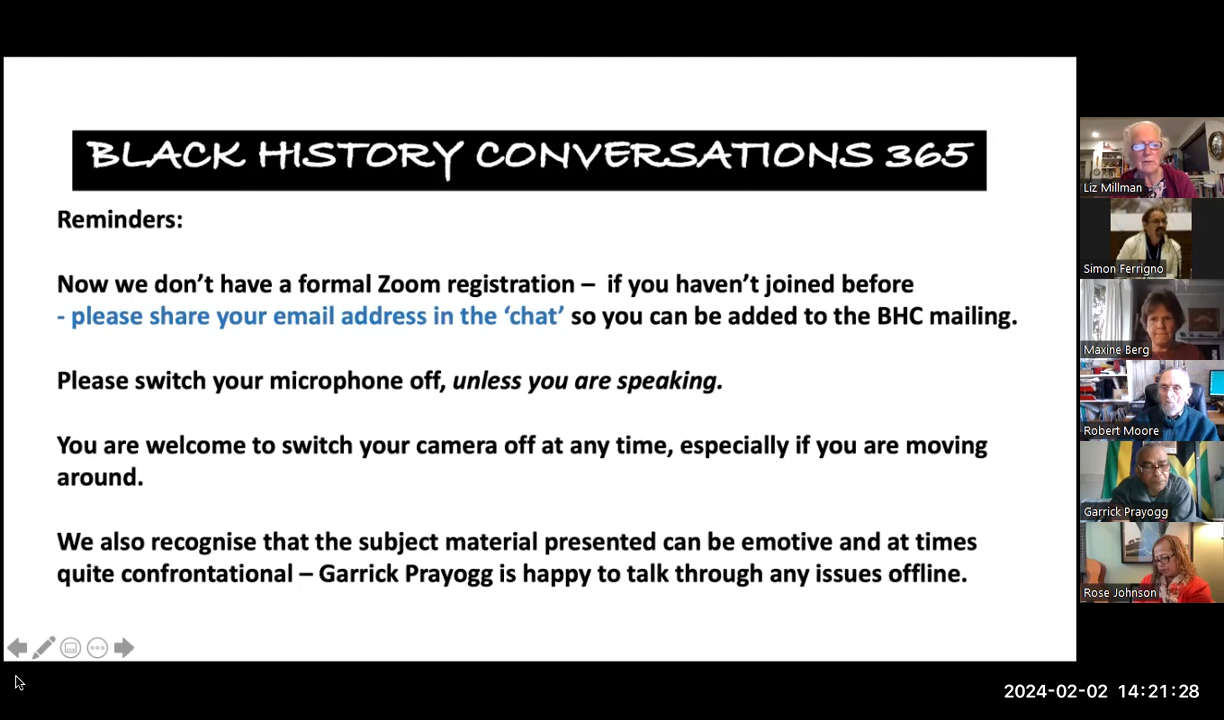 BLACK HISTORY CONVERSATIONS 365
Reminders:
Now we don’t have a formal Zoom registration – if you haven’t joined before
- please share your email address in the ‘chat’ so you can be added to the BHC mailing.
Please switch your microphone off, unless you are speaking.
You are welcome to switch your camera off at any time, especially if you are moving
around.
We also recognise that the subject material presented can be emotive and at times
quite confrontational – Garrick Prayogg is happy to talk through any issues offline.
Liz Millman
Simon Ferrigno
Maxine Berg
Robert Moore
Garrick Prayogg
Rose Johnson
2024-02-02 14:21:28